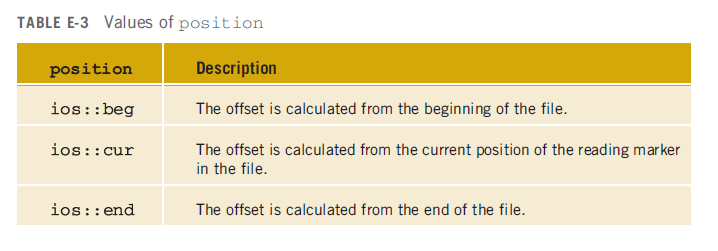 TABLE E-3 Values of position
position Description
ios::beg The offset is calculated from the beginning of the file.
ios::cur The offset is calculated from the current position of the reading marker
in the file.
ios::end The offset is calculated from the end of the file.